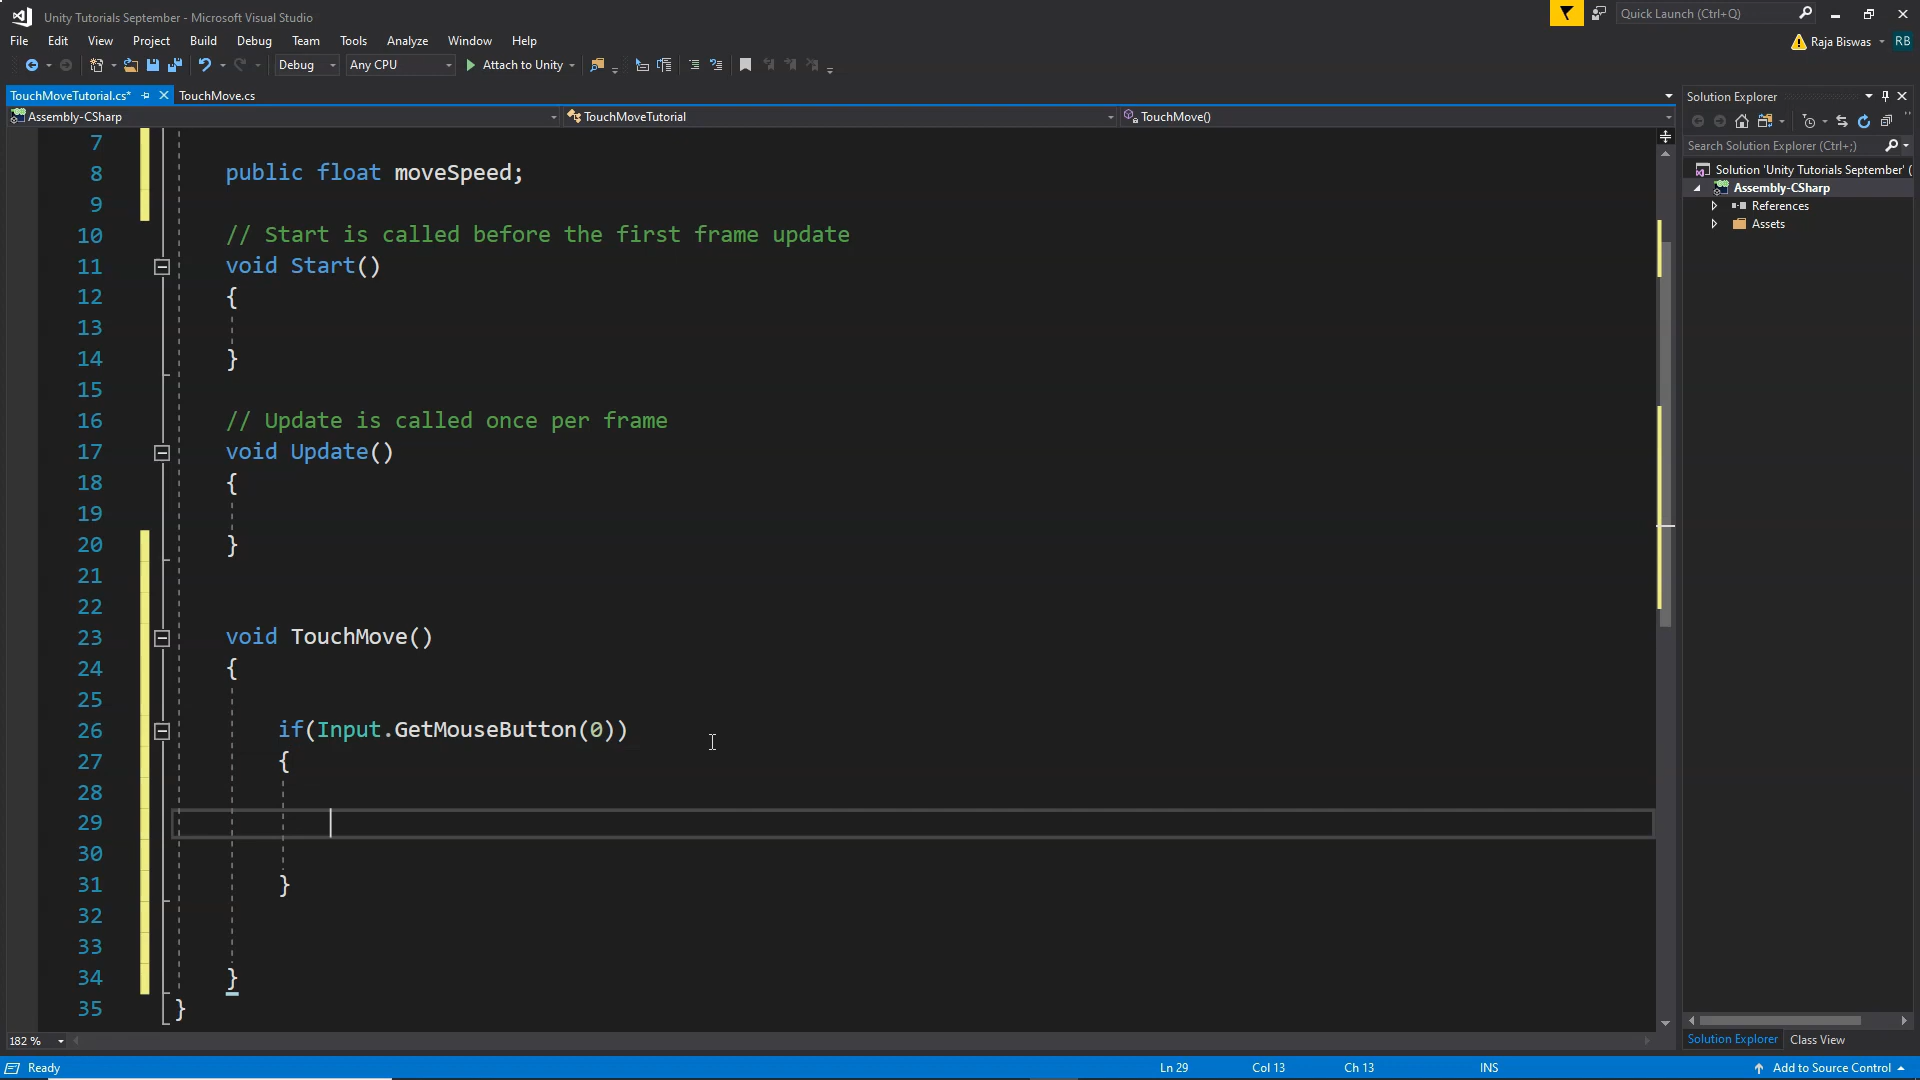 Unity Tutorials September - Microsoft Visual Studio
Quick Launch (Ctrl+Q)
File Edit View Project Build Debug Team Tools Analyze Window Help
Raja Biswas RB
Debug Any CPU Attach to Unity
TouchMoveTutorial.cs* TouchMove.cs
Assembly-CSharp TouchMoveTutorial TouchMove()
7
8 public float moveSpeed;
9
10 // Start is called before the first frame update
11 void Start()
12 {
13
14 }
15
16 // Update is called once per frame
17 void Update()
18 {
19
20 }
21
22
23 void TouchMove()
24 {
25
26 if(Input.GetMouseButton(0))
27 {
28
29
30
31 }
32
33
34 }
35 }
Solution Explorer
Search Solution Explorer (Ctrl+;)
Solution 'Unity Tutorials September' (
Assembly-CSharp
References
Assets
182 %
Solution Explorer Class View
Ready Ln 29 Col 13 Ch 13 INS Add to Source Control